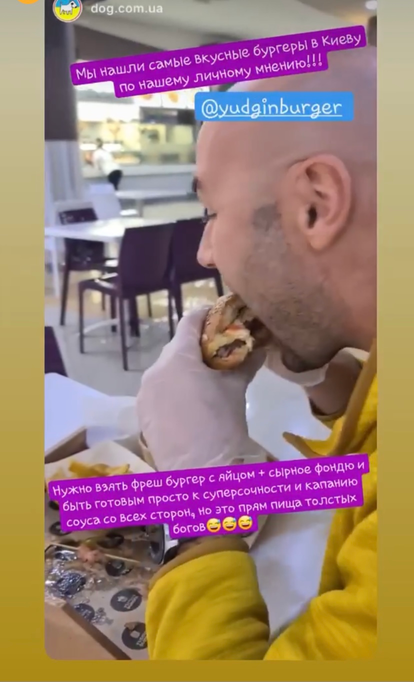 dog.com.ua
Мы нашли самые вкусные бургеры в Киеву
по нашему личному мнению!!!
@yudginburger
Нужно взять фреш бургер с яйцом + сырное фондю и
быть готовым просто к суперсочности и капанию
соуса со всех сторон, но это прям пища толстых
богов😅😅😅